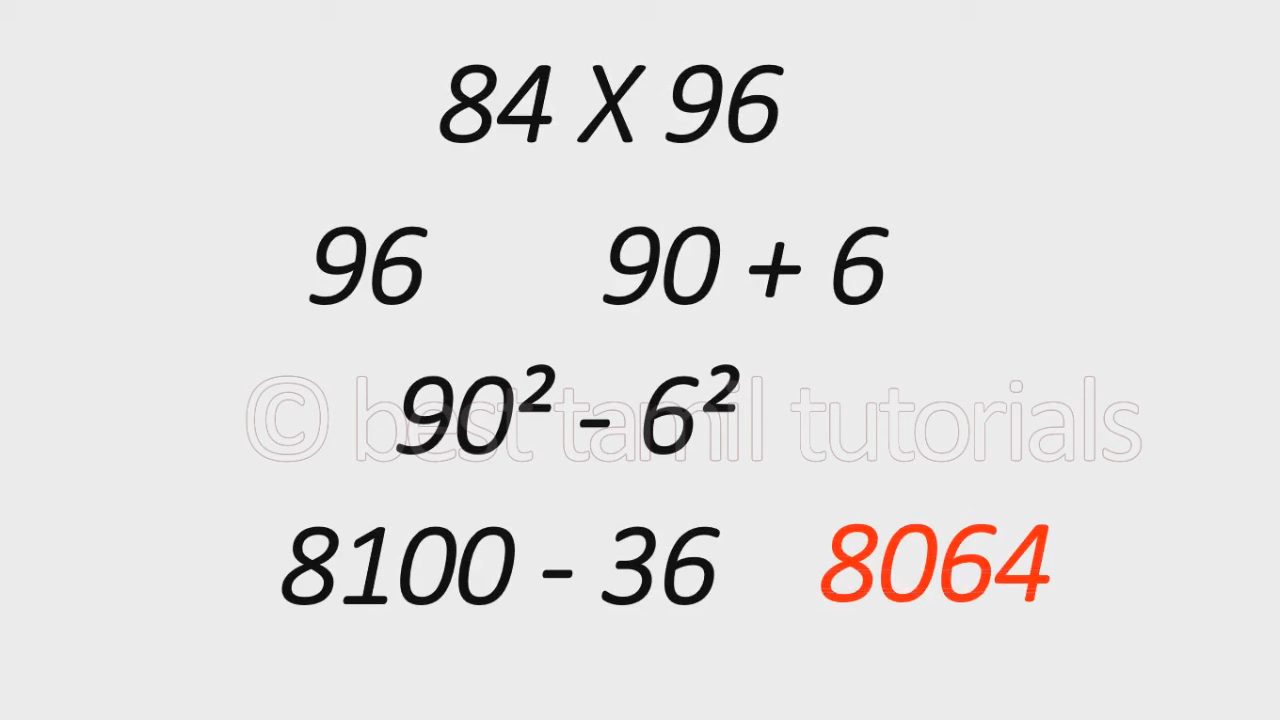 84 X 96
96 90 + 6
90² - 6²
© best tamil tutorials
8100 - 36 8064